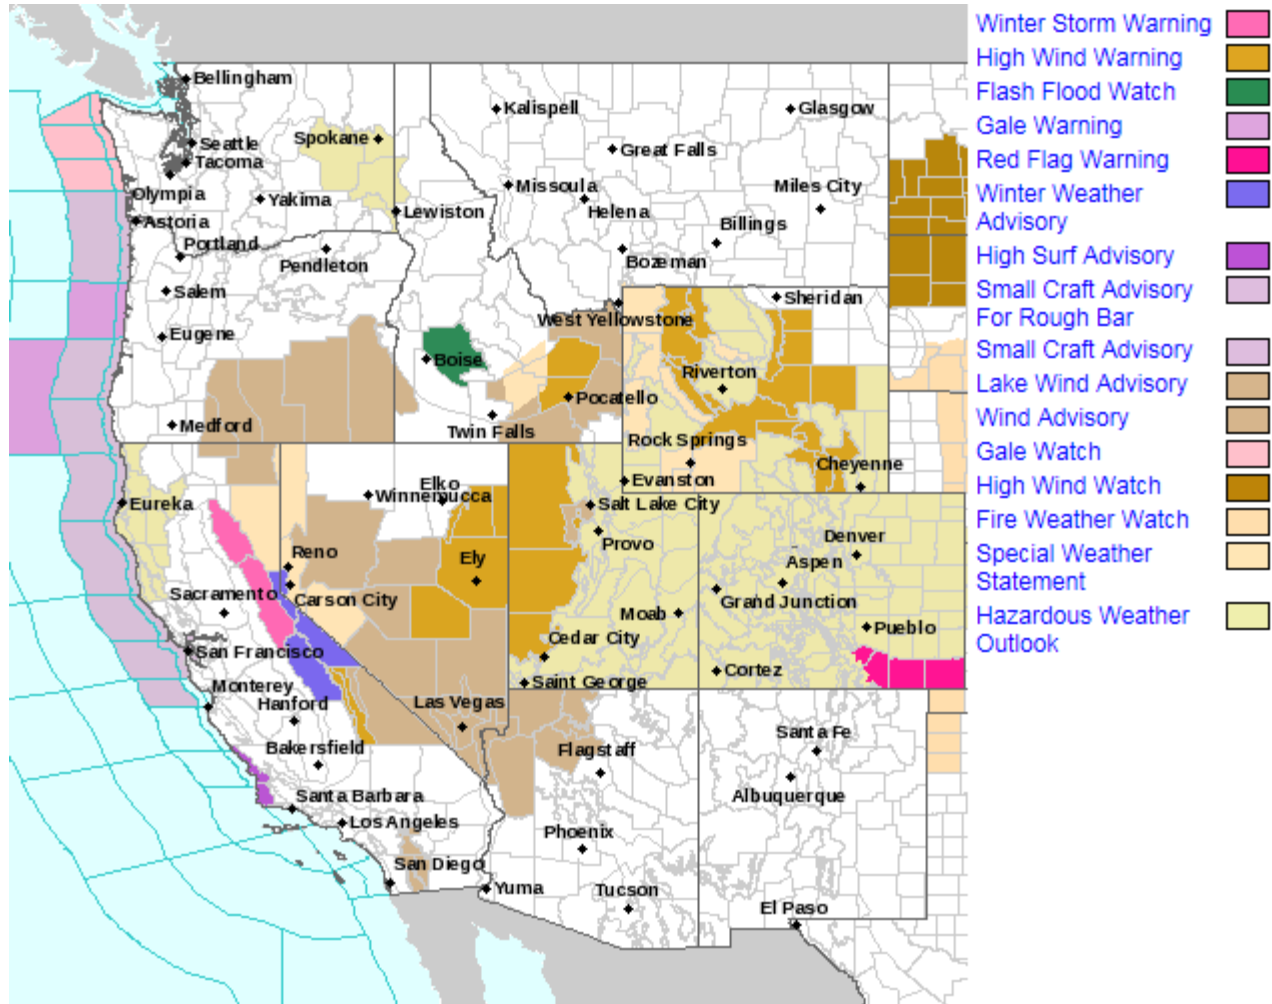 Winter Storm Warning
High Wind Warning
Flash Flood Watch
Gale Warning
Red Flag Warning
Winter Weather
Advisory
High Surf Advisory
Small Craft Advisory
For Rough Bar
Small Craft Advisory
Lake Wind Advisory
Wind Advisory
Gale Watch
High Wind Watch
Fire Weather Watch
Special Weather
Statement
Hazardous Weather
Outlook
Bellingham
Kalispell
Glasgow
Spokane
Seattle
Great Falls
Tacoma
Olympia
Missoula
Miles City
Yakima
Helena
Lewiston
Astoria
Billings
Portland
Pendleton
Bozeman
Salem
Sheridan
West Yellowstone
Eugene
Boise
Riverton
Pocatello
Medford
Twin Falls
Rock Springs
Cheyenne
Elko
Evanston
Winnemucca
Eureka
Salt Lake City
Denver
Reno
Provo
Ely
Aspen
Sacramento
Carson City
Grand Junction
Moab
Pueblo
Cedar City
San Francisco
Cortez
Monterey
Saint George
Hanford
Las Vegas
Santa Fe
Bakersfield
Flagstaff
Santa Barbara
Albuquerque
Los Angeles
Phoenix
San Diego
Yuma
Tucson
El Paso